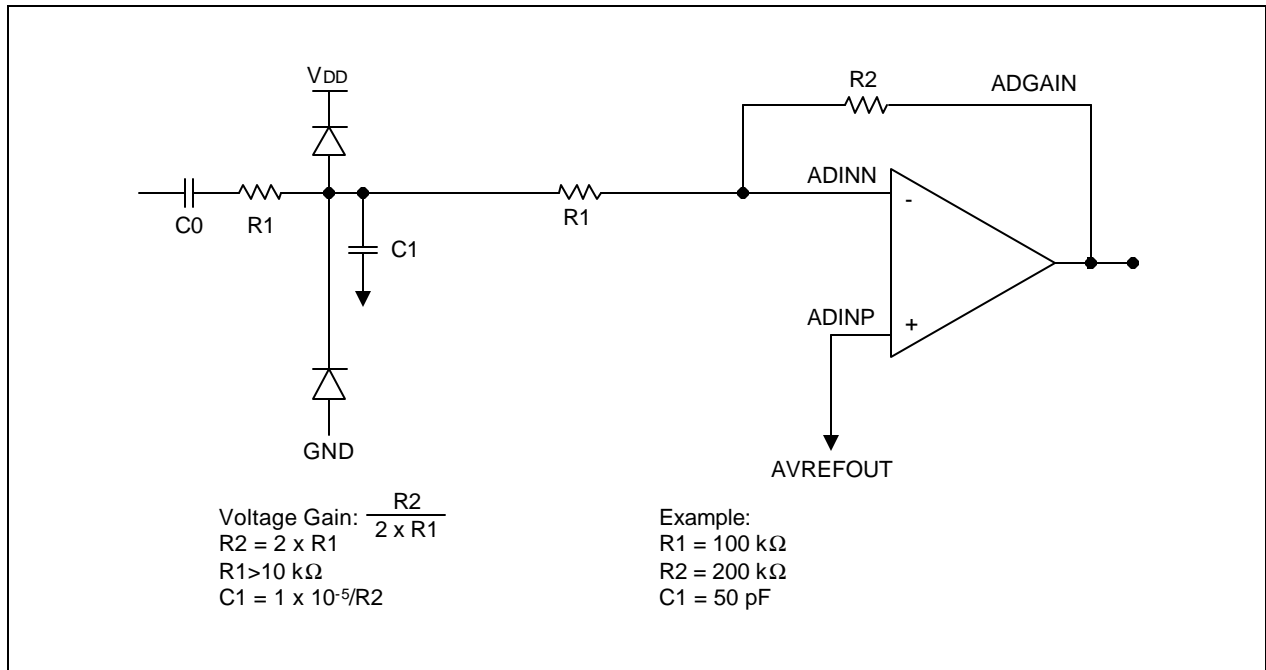 VDD
R2
ADGAIN
ADINN
-
C0
R1
R1
C1
ADINP
+
GND
AVREFOUT
Voltage Gain: R2
2 x R1
R2 = 2 x R1
R1>10 kΩ
C1 = 1 x 10-5/R2
Example:
R1 = 100 kΩ
R2 = 200 kΩ
C1 = 50 pF